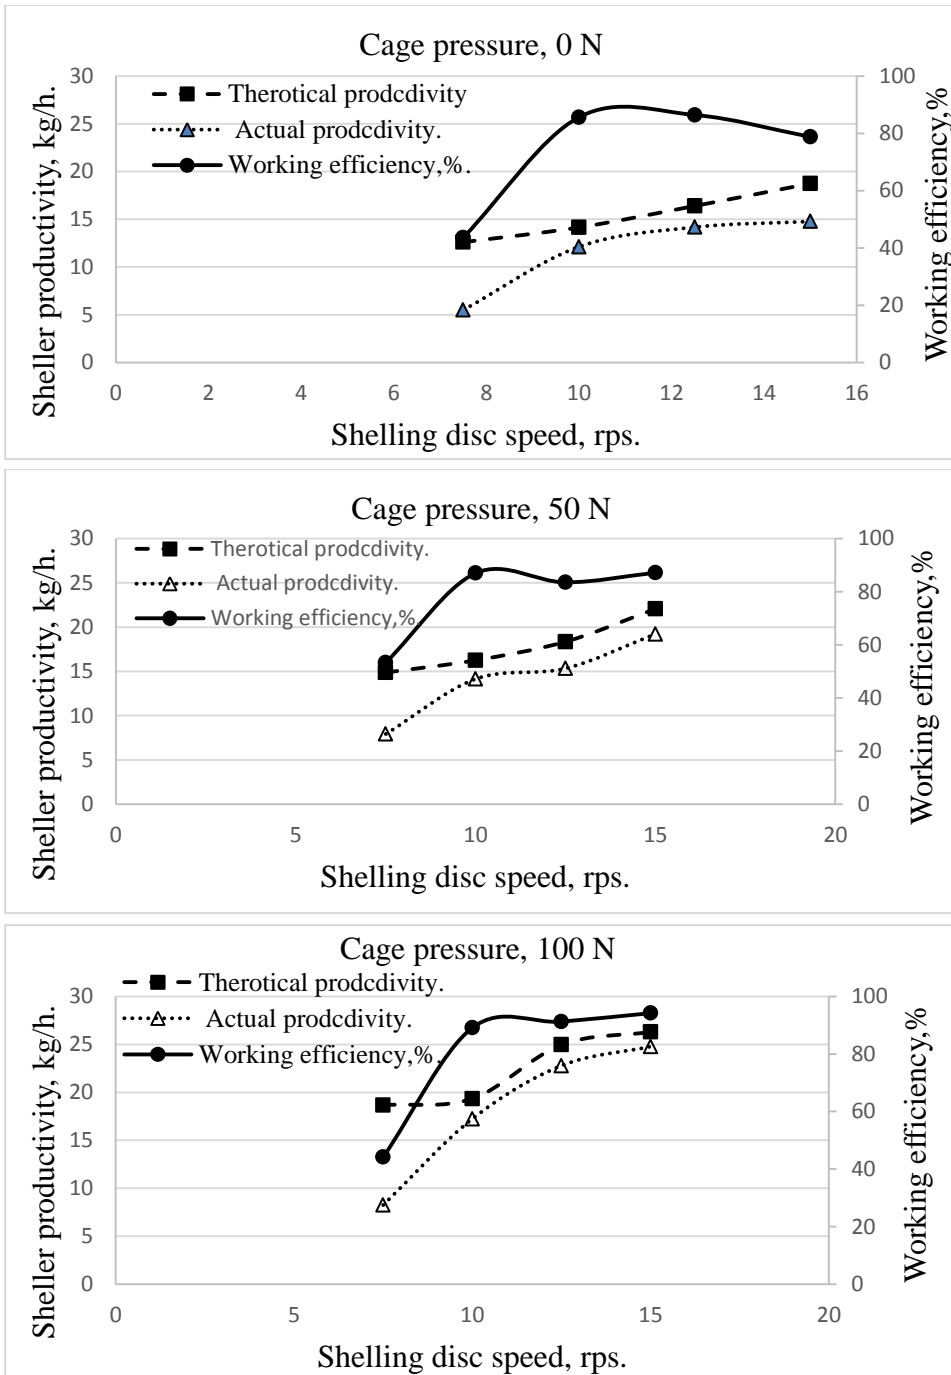 Cage pressure, 0 N
Sheller productivity, kg/h.
30
25
20
15
10
5
0
Therotical prodcdivity
Actual prodcdivity.
Working efficiency,%.
100
80
60
40
20
0
Working efficiency,%
0 2 4 6 8 10 12 14 16
Shelling disc speed, rps.
Cage pressure, 50 N
Sheller productivity, kg/h.
30
25
20
15
10
5
0
Therotical prodcdivity.
Actual prodcdivity.
Working efficiency,%.
100
80
60
40
20
0
Working efficiency,%
0 5 10 15 20
Shelling disc speed, rps.
Cage pressure, 100 N
Sheller productivity, kg/h.
30
25
20
15
10
5
0
Therotical prodcdivity.
Actual prodcdivity.
Working efficiency,%.
100
80
60
40
20
0
Working efficiency,%
0 5 10 15 20
Shelling disc speed, rps.